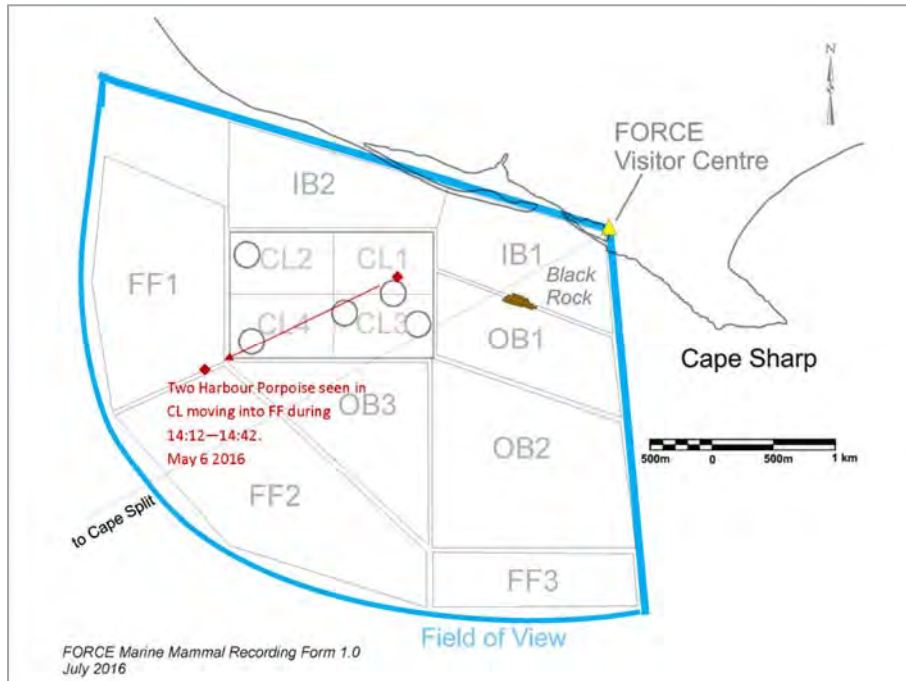 N
FORCE
Visitor Centre
IB2
IB1
CL2
CL1
Black
Rock
FF1
CL4
CL3
OB1
Cape Sharp
Two Harbour Porpoise seen in
CL moving into FF during
14:12—14:42.
May 6 2016
OB3
OB2
500m
0
500m
1 km
FF2
to Cape Split
FF3
Field of View
FORCE Marine Mammal Recording Form 1.0
July 2016